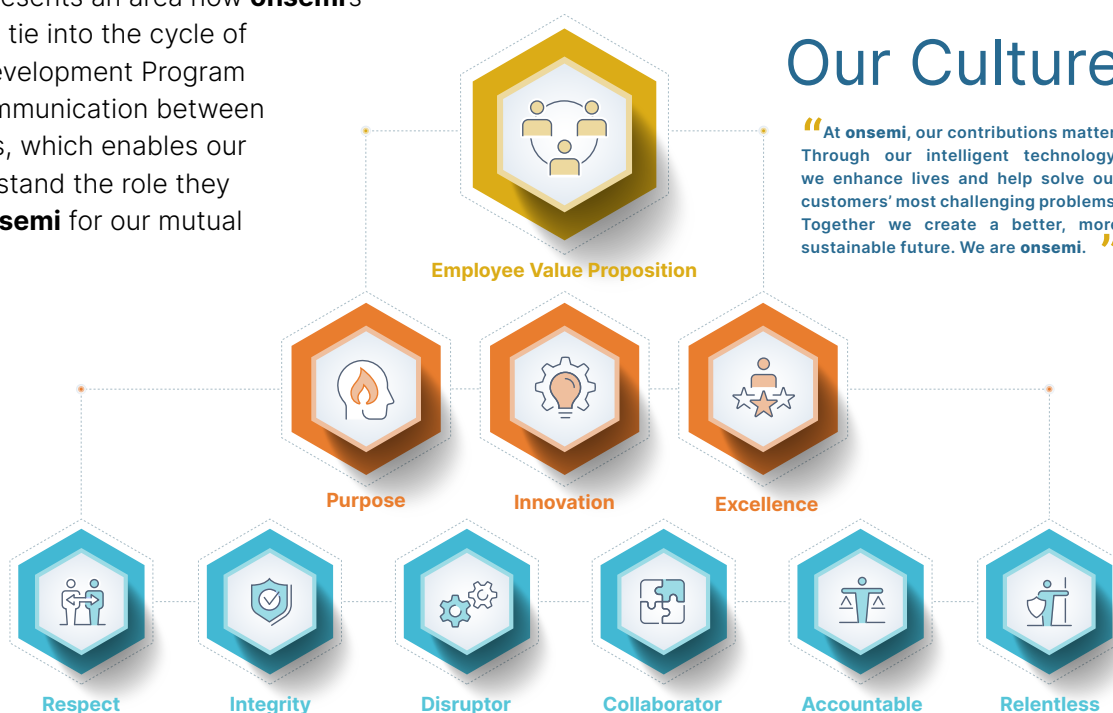 esents an area how onsemi's
tie into the cycle of
evelopment Program
mmunication between
s, which enables our
stand the role they
semi for our mutual
Our Culture
“At onsemi, our contributions matter
Through our intelligent technology
we enhance lives and help solve ou
customers’ most challenging problems
Together we create a better, more
sustainable future. We are onsemi. ”
Employee Value Proposition
Purpose
Innovation
Excellence
Respect
Integrity
Disruptor
Collaborator
Accountable
Relentless